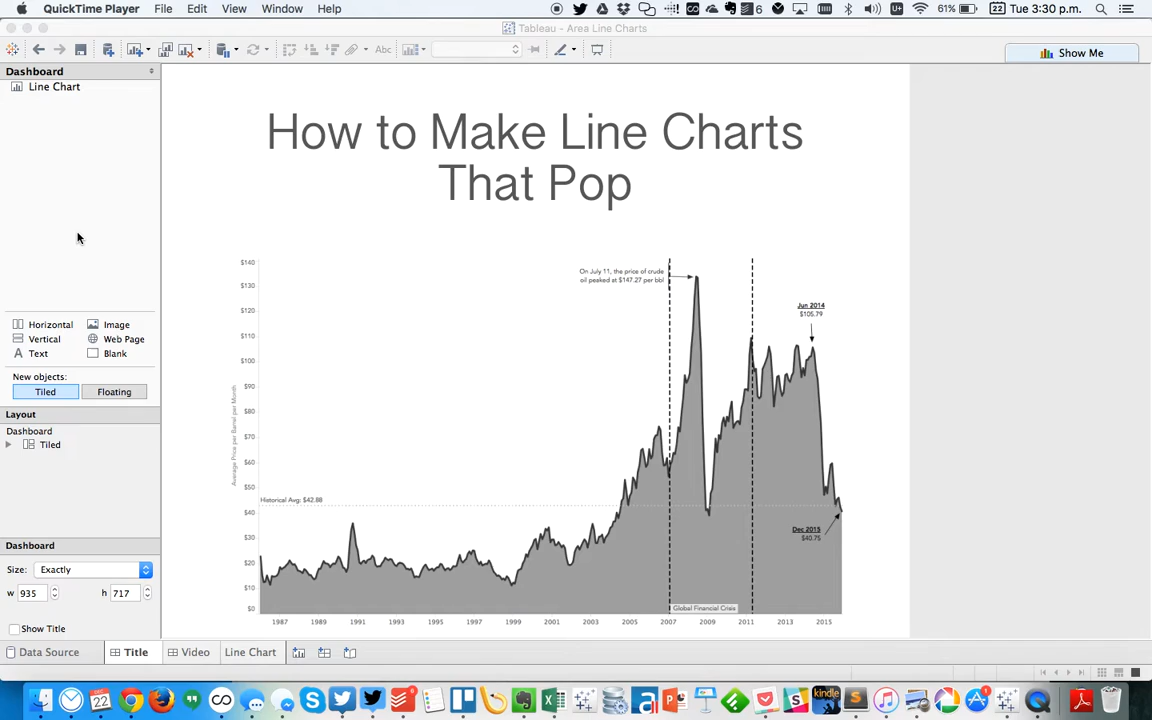 QuickTime Player File Edit View Window Help 6 61% 22 Tue 3:30 p.m.
Tableau - Area Line Charts
Abc Show Me
Dashboard
Line Chart
How to Make Line Charts
That Pop
Horizontal Image
Vertical Web Page
A Text Blank
New objects:
Tiled Floating
Layout
Dashboard
Tiled
Dashboard
Size: Exactly
w 935 h 717
Show Title
Average Price per Barrel per Month
$140
$130
$120
$110
$100
$90
$80
$70
$60
$50
$40
$30
$20
$10
$0
On July 11, the price of crude
oil peaked at $147.27 per bbl
Jun 2014
$105.79
Historical Avg: $42.88
Dec 2015
$40.75
Global Financial Crisis
1987 1989 1991 1993 1995 1997 1999 2001 2003 2005 2007 2009 2011 2013 2015
Data Source Title Video Line Chart
22 kindle